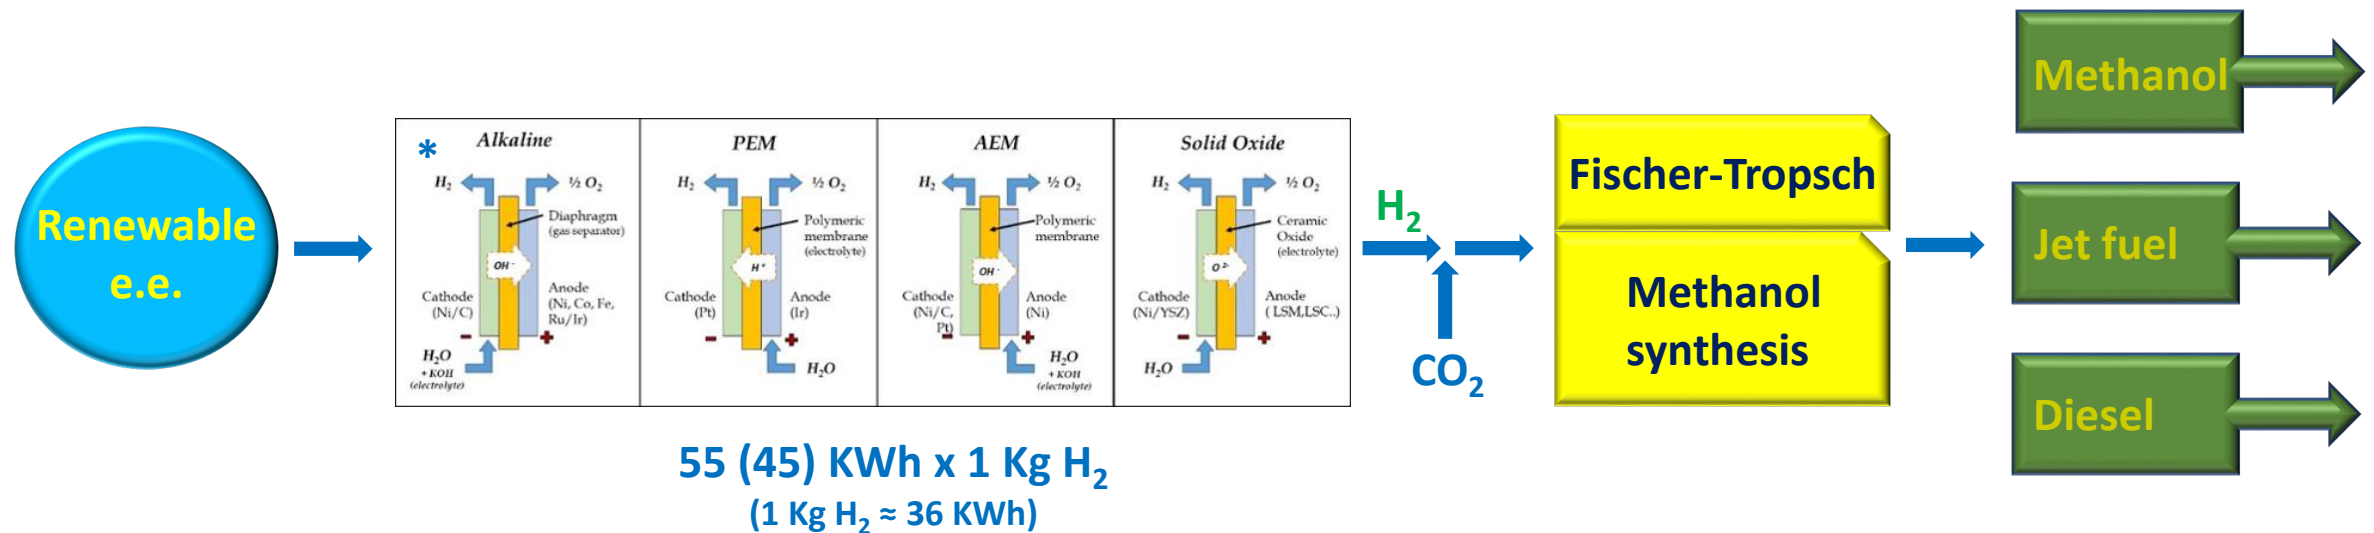 Renewable
e.e.
*
Alkaline
H2
½ O2
Diaphragm
(gas separator)
OH-
Cathode
(Ni/C)
Anode
(Ni, Co, Fe,
Ru/Ir)
-
+
H2O
+ KOH
(electrolyte)
PEM
H2
½ O2
Polymeric
membrane
(electrolyte)
H+
Cathode
(Pt)
Anode
(Ir)
-
+
H2O
AEM
H2
½ O2
Polymeric
membrane
OH-
Cathode
(Ni/C,
Pt)
Anode
(Ni)
-
+
H2O
+ KOH
(electrolyte)
Solid Oxide
H2
½ O2
Ceramic
Oxide
(electrolyte)
O2-
Cathode
(Ni/YSZ)
Anode
( LSM,LSC..)
-
+
H2O
55 (45) KWh x 1 Kg H2
(1 Kg H2 ≈ 36 KWh)
H2
CO2
Fischer-Tropsch
Methanol
synthesis
Methanol
Jet fuel
Diesel